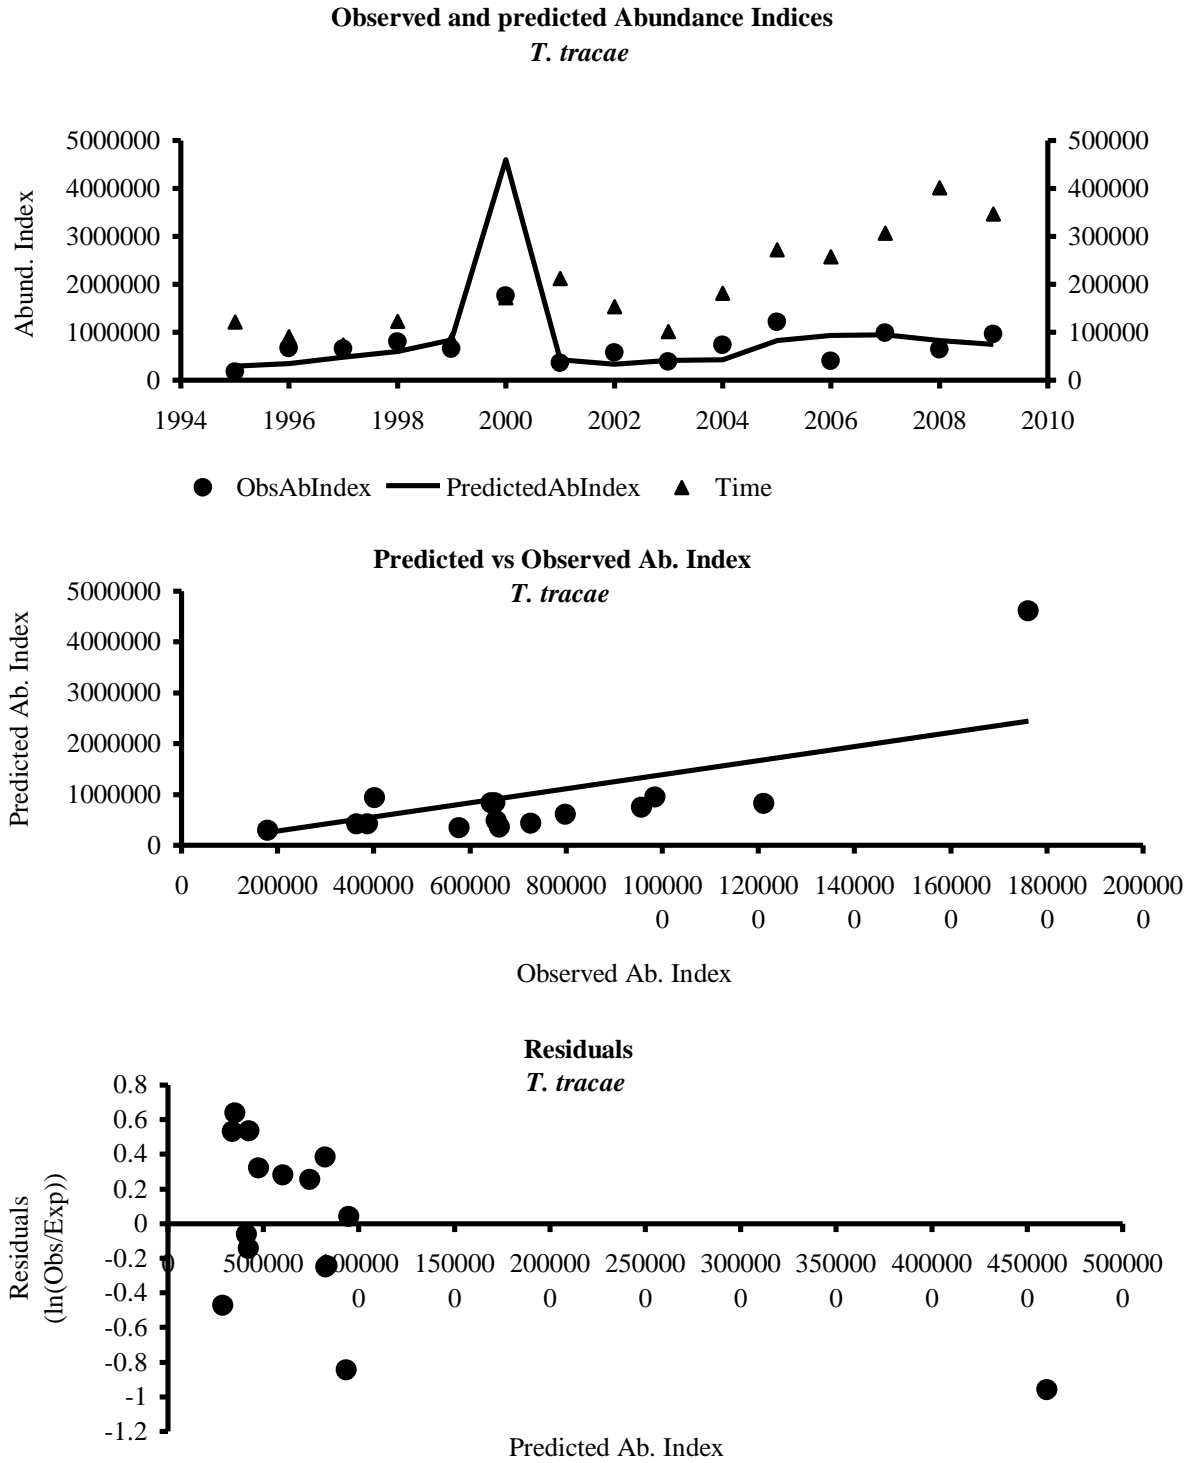 Observed and predicted Abundance Indices
T. tracae
Abund. Index
5000000
4000000
3000000
2000000
1000000
0
500000
400000
300000
200000
100000
0
1994 1996 1998 2000 2002 2004 2006 2008 2010
ObsAbIndex PredictedAbIndex Time
Predicted vs Observed Ab. Index
T. tracae
Predicted Ab. Index
5000000
4000000
3000000
2000000
1000000
0
0 200000 400000 600000 800000 100000 120000 140000 160000 180000 200000
0 0 0 0 0 0
Observed Ab. Index
Residuals
T. tracae
Residuals
(ln(Obs/Exp))
0.8
0.6
0.4
0.2
0
-0.2
-0.4
-0.6
-0.8
-1
-1.2
0 500000 100000 150000 200000 250000 300000 350000 400000 450000 500000
0 0 0 0 0 0 0 0 0
Predicted Ab. Index